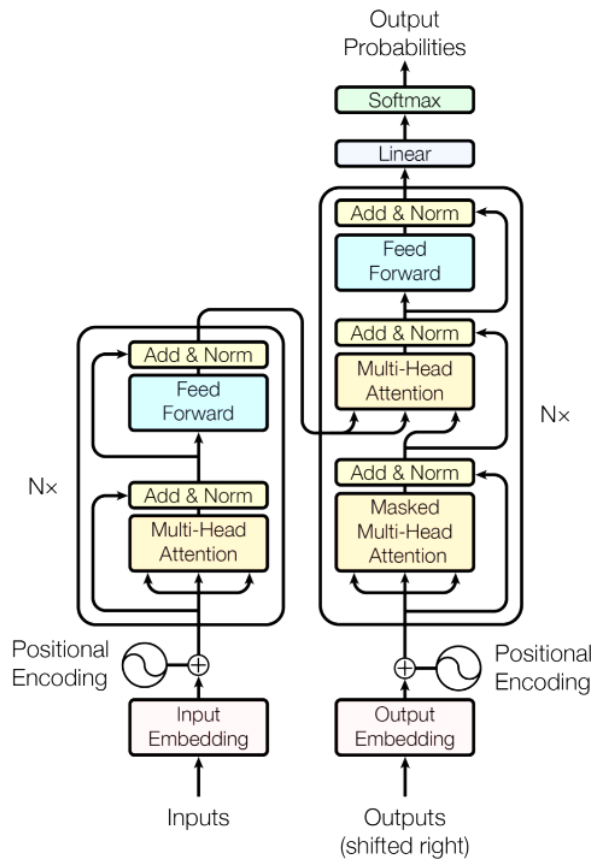 Output
Probabilities
Softmax
Linear
Add & Norm
Feed
Forward
Add & Norm
Multi-Head
Attention
Add & Norm
Masked
Multi-Head
Attention
Nx
Add & Norm
Feed
Forward
Add & Norm
Multi-Head
Attention
N×
Positional
Encoding
Positional
Encoding
Input
Embedding
Output
Embedding
Inputs
Outputs
(shifted right)